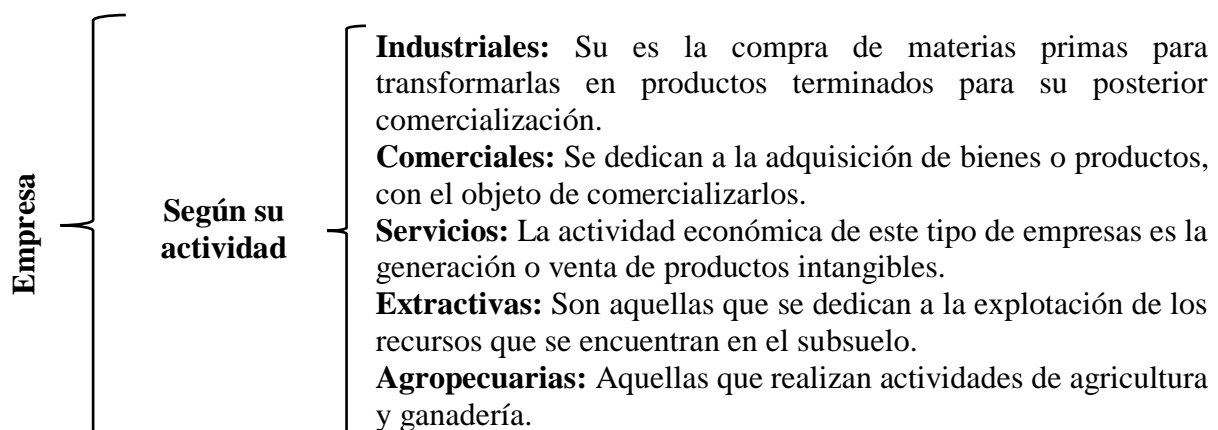 Empresa
Según su
actividad
Industriales: Su es la compra de materias primas para
transformarlas en productos terminados para su posterior
comercialización.
Comerciales: Se dedican a la adquisición de bienes o productos,
con el objeto de comercializarlos.
Servicios: La actividad económica de este tipo de empresas es la
generación o venta de productos intangibles.
Extractivas: Son aquellas que se dedican a la explotación de los
recursos que se encuentran en el subsuelo.
Agropecuarias: Aquellas que realizan actividades de agricultura
y ganadería.